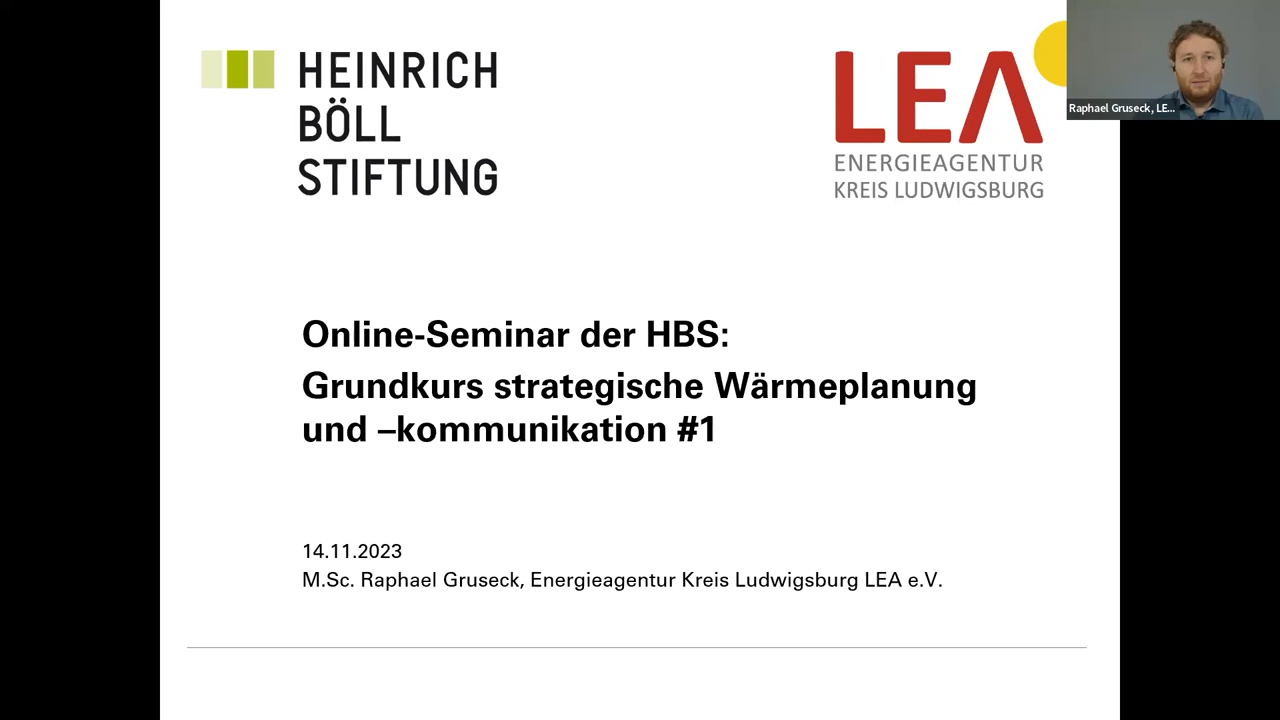 HEINRICH
BÖLL
STIFTUNG
LEA
ENERGIEAGENTUR
KREIS LUDWIGSBURG
Raphael Gruseck, LE...
Online-Seminar der HBS:
Grundkurs strategische Wärmeplanung
und –kommunikation #1
14.11.2023
M.Sc. Raphael Gruseck, Energieagentur Kreis Ludwigsburg LEA e.V.